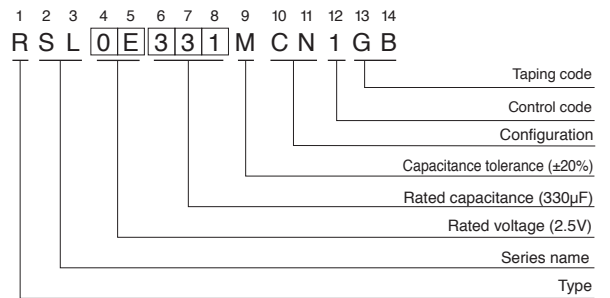 1 2 3 4 5 6 7 8 9 10 11 12 13 14
R S L 0 E 3 3 1 M C N 1 G B
Taping code
Control code
Configuration
Capacitance tolerance (±20%)
Rated capacitance (330μF)
Rated voltage (2.5V)
Series name
Type